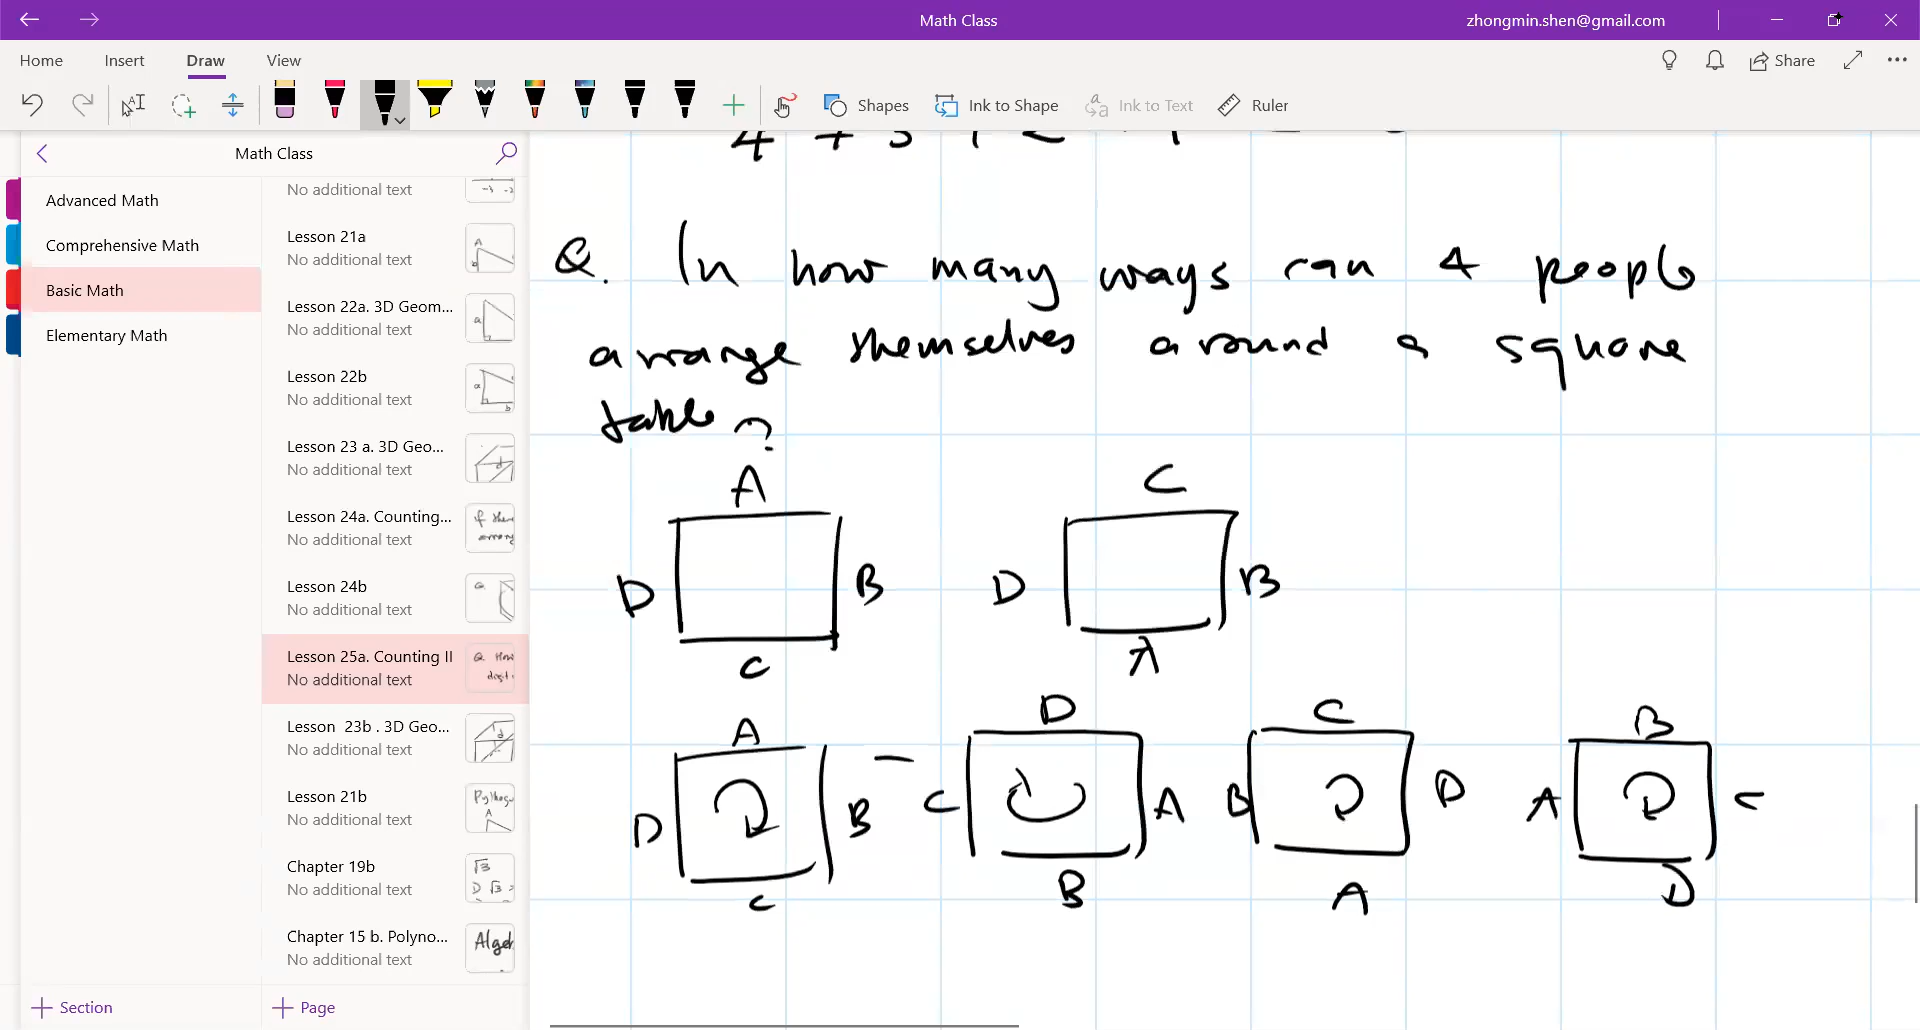 Math Class
zhongmin.shen@gmail.com
Home
Insert
Draw
View
Share
Shapes
Ink to Shape
Ink to Text
Ruler
Math Class
Advanced Math
Comprehensive Math
Basic Math
Elementary Math
No additional text
Lesson 21a
No additional text
Lesson 22a. 3D Geom...
No additional text
Lesson 22b
No additional text
Lesson 23 a. 3D Geo...
No additional text
Lesson 24a. Counting...
No additional text
Lesson 24b
No additional text
Lesson 25a. Counting II
No additional text
Lesson 23b . 3D Geo...
No additional text
Lesson 21b
No additional text
Chapter 19b
No additional text
Chapter 15 b. Polyno...
No additional text
Section
Page
Q. In how many ways can 4 people
arrange themselves around a square
table ?
A C
D B D B
C A
A D C B
D B C A B D A C
C B A D